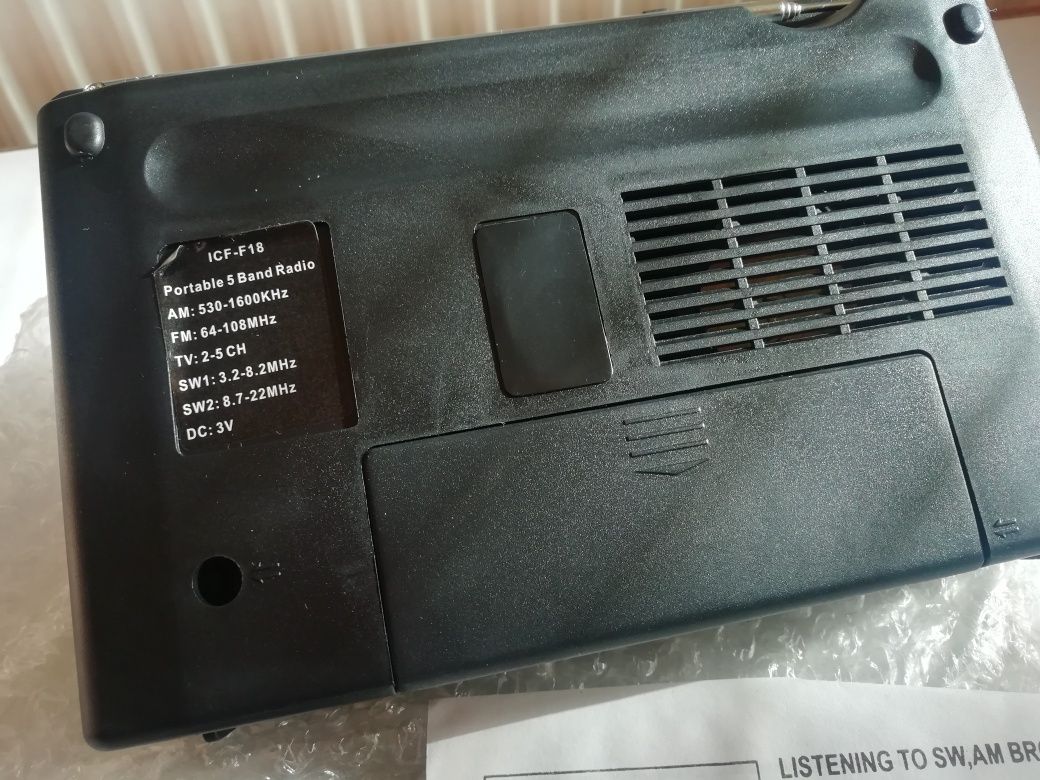 ICF-F18
Portable 5 Band Radio
AM: 530-1600KHz
FM: 64-108MHz
TV: 2-5 CH
SW1: 3.2-8.2MHz
SW2: 8.7-22MHz
DC: 3V
LISTENING TO SW,AM BRO